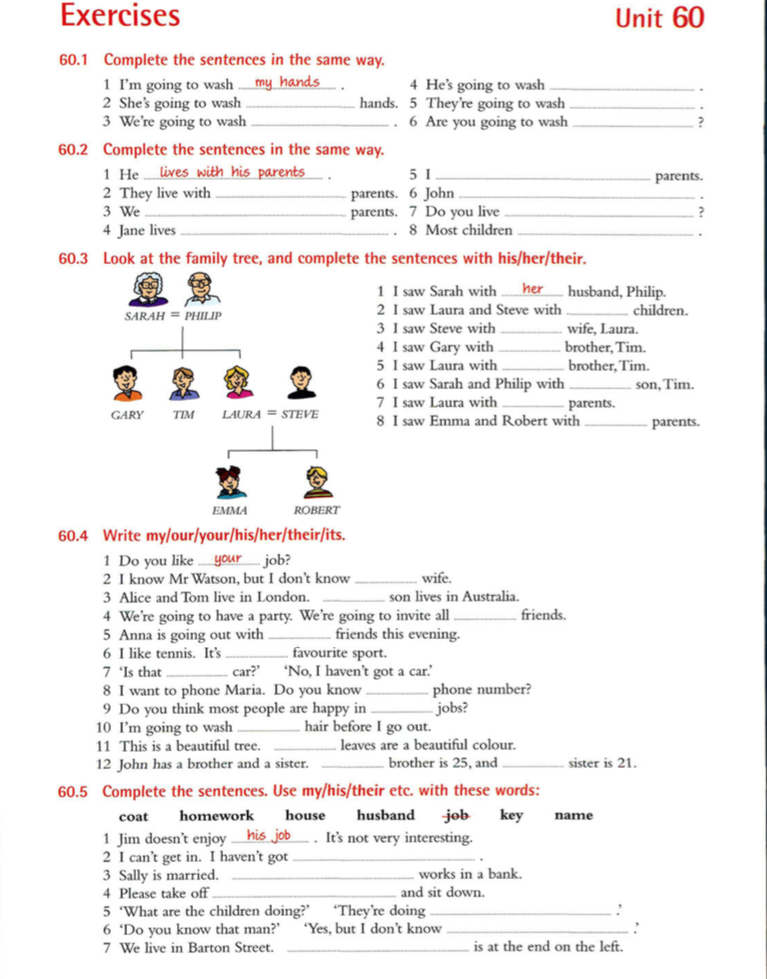 Exercises
Unit 60
60.1 Complete the sentences in the same way.
1 I'm going to wash my hands .
2 She's going to wash ______ hands.
3 We're going to wash ______ .
4 He's going to wash ______ .
5 They're going to wash ______ .
6 Are you going to wash ______ ?
60.2 Complete the sentences in the same way.
1 He lives with his parents .
2 They live with ______ parents.
3 We ______ parents.
4 Jane lives ______ .
5 I ______ parents.
6 John ______ .
7 Do you live ______ ?
8 Most children ______ .
60.3 Look at the family tree, and complete the sentences with his/her/their.
SARAH = PHILIP
GARY TIM LAURA = STEVE
EMMA ROBERT
1 I saw Sarah with her husband, Philip.
2 I saw Laura and Steve with ______ children.
3 I saw Steve with ______ wife, Laura.
4 I saw Gary with ______ brother, Tim.
5 I saw Laura with ______ brother, Tim.
6 I saw Sarah and Philip with ______ son, Tim.
7 I saw Laura with ______ parents.
8 I saw Emma and Robert with ______ parents.
60.4 Write my/our/your/his/her/their/its.
1 Do you like your job?
2 I know Mr Watson, but I don't know ______ wife.
3 Alice and Tom live in London. ______ son lives in Australia.
4 We're going to have a party. We're going to invite all ______ friends.
5 Anna is going out with ______ friends this evening.
6 I like tennis. It's ______ favourite sport.
7 'Is that ______ car?' 'No, I haven't got a car.'
8 I want to phone Maria. Do you know ______ phone number?
9 Do you think most people are happy in ______ jobs?
10 I'm going to wash ______ hair before I go out.
11 This is a beautiful tree. ______ leaves are a beautiful colour.
12 John has a brother and a sister. ______ brother is 25, and ______ sister is 21.
60.5 Complete the sentences. Use my/his/their etc. with these words:
coat homework house husband job key name
1 Jim doesn't enjoy his job . It's not very interesting.
2 I can't get in. I haven't got ______ .
3 Sally is married. ______ works in a bank.
4 Please take off ______ and sit down.
5 'What are the children doing?' 'They're doing ______ .'
6 'Do you know that man?' 'Yes, but I don't know ______ .'
7 We live in Barton Street. ______ is at the end on the left.